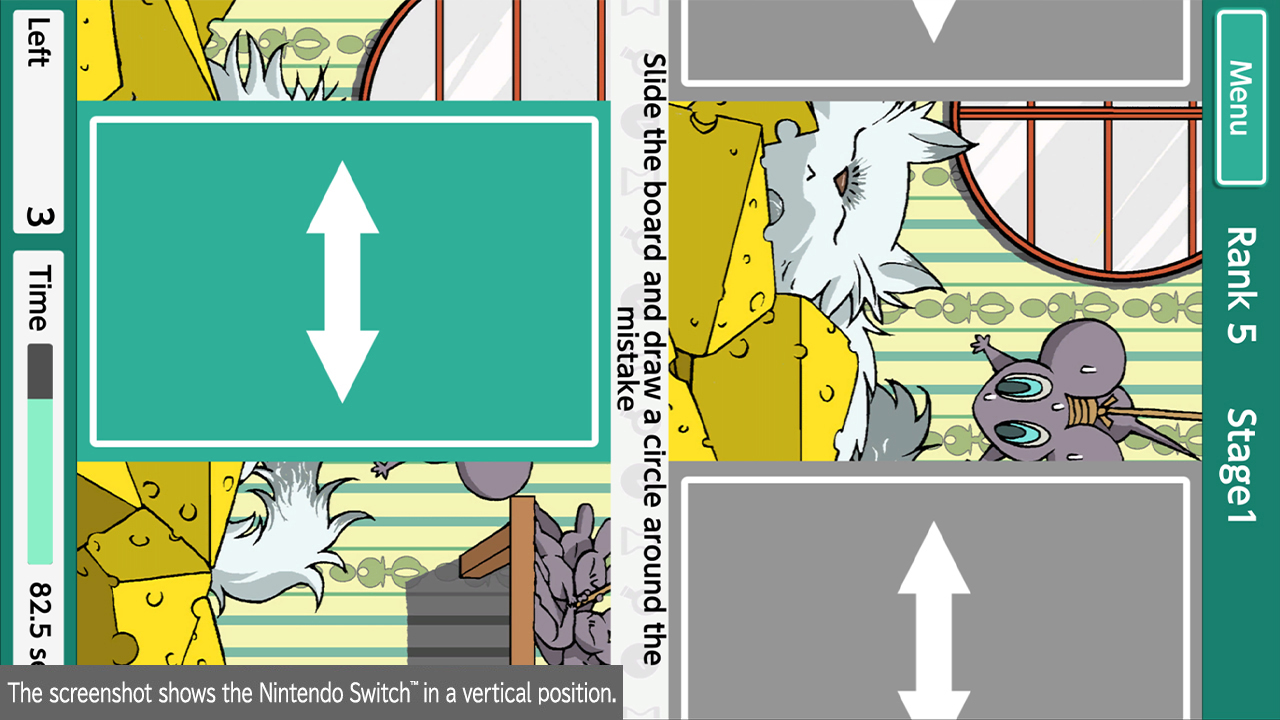 Menu Rank 5 Stage1
Slide the board and draw a circle around the
mistake
Left 3 Time 82.5 se
The screenshot shows the Nintendo Switch™ in a vertical position.